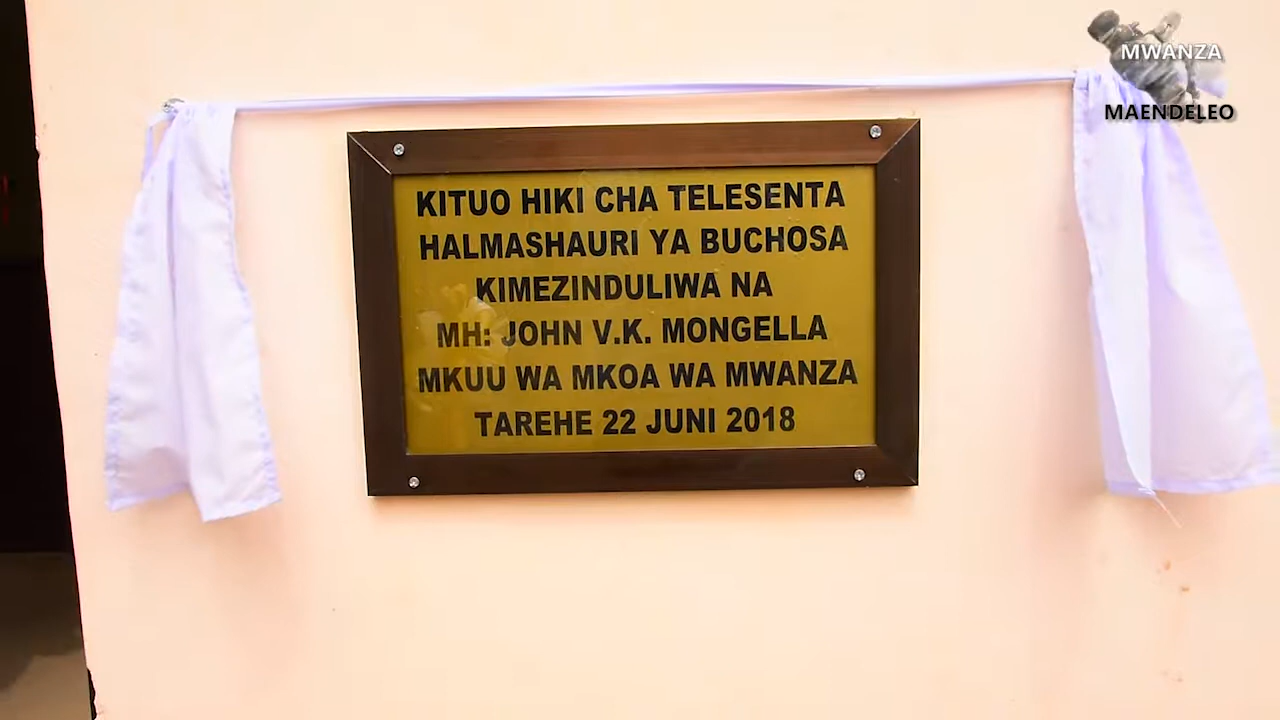 MWANZA
MAENDELEO
KITUO HIKI CHA TELESENTA
HALMASHAURI YA BUCHOSA
KIMEZINDULIWA NA
MH: JOHN V.K. MONGELLA
MKUU WA MKOA WA MWANZA
TAREHE 22 JUNI 2018